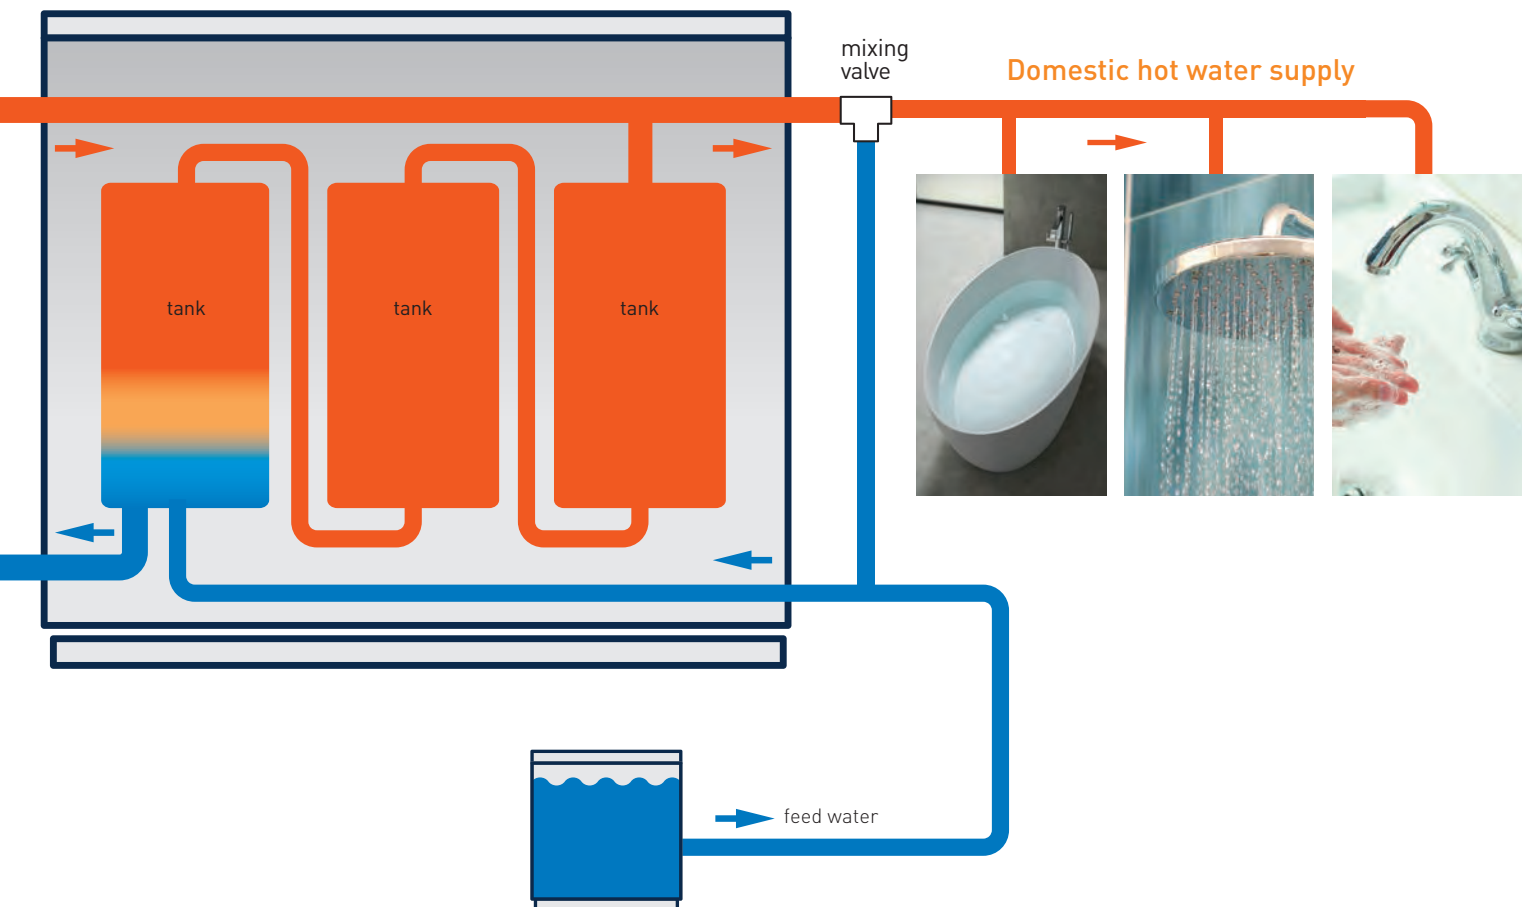 mixing
valve
Domestic hot water supply
tank
tank
tank
feed water